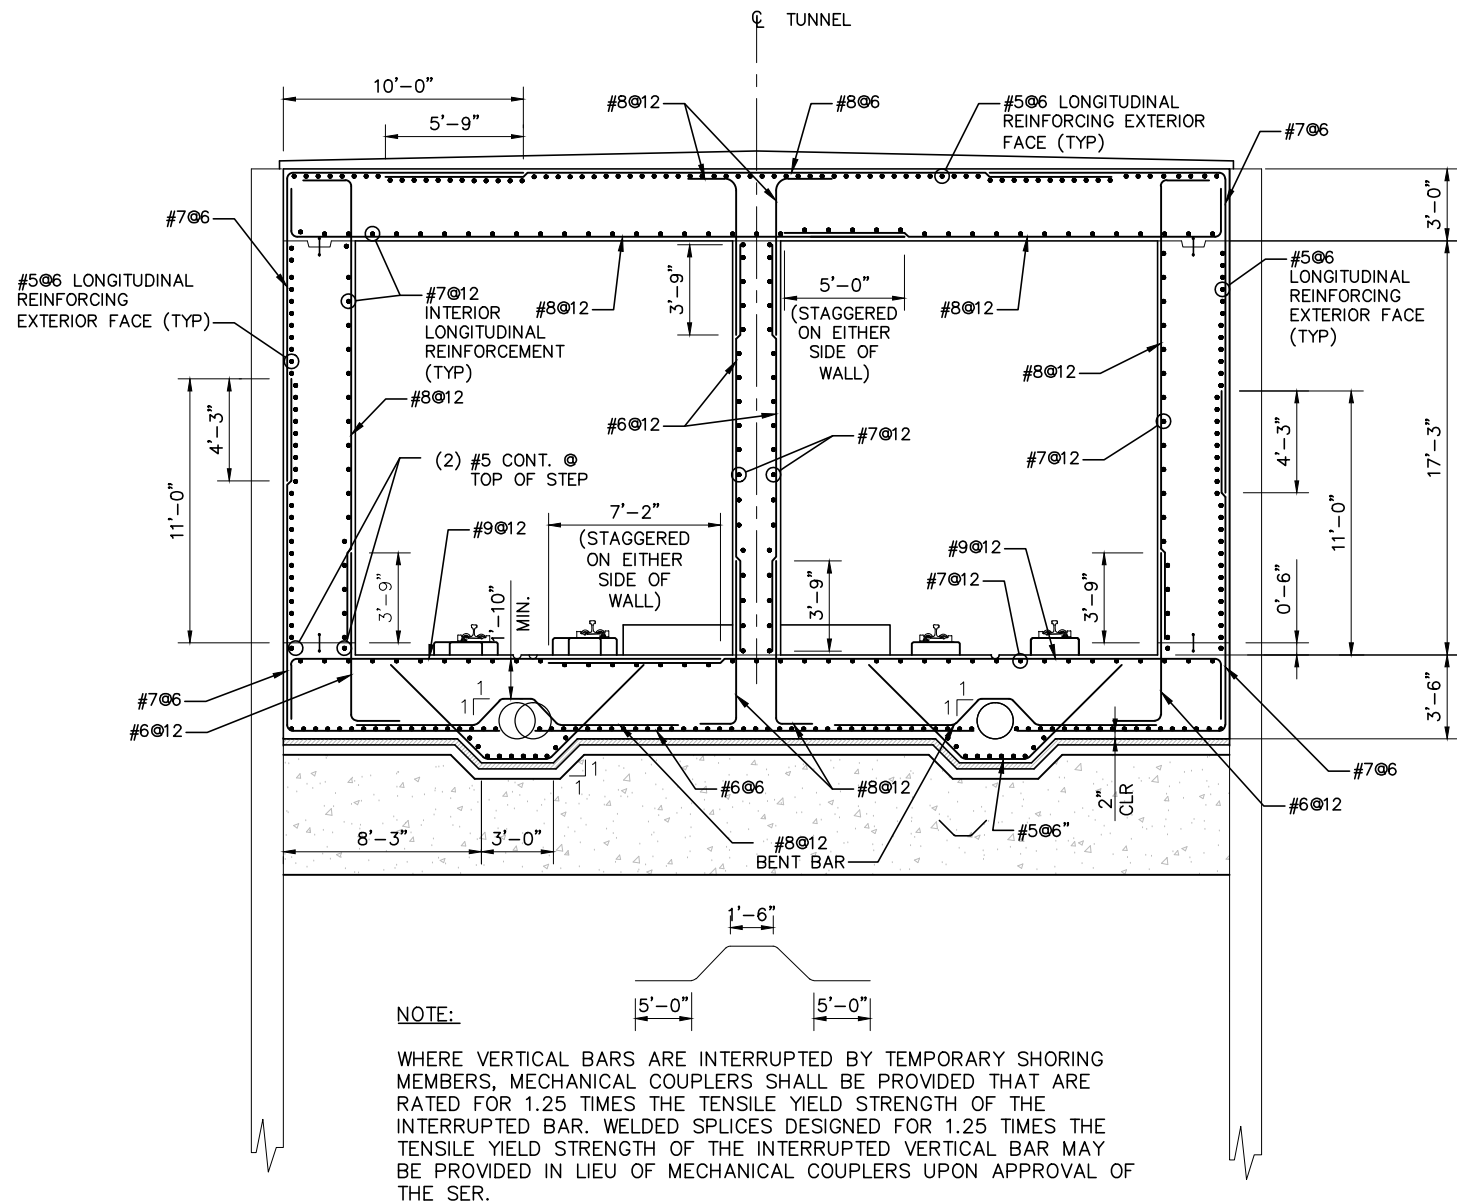 ℄ TUNNEL
10'-0"
5'-9"
#8@12
#8@6
#5@6 LONGITUDINAL
REINFORCING EXTERIOR
FACE (TYP)
#7@6
#7@6
3'-0"
#5@6 LONGITUDINAL
REINFORCING
EXTERIOR FACE (TYP)
#7@12
INTERIOR
LONGITUDINAL
REINFORCEMENT
(TYP)
#8@12
3'-9"
5'-0"
(STAGGERED
ON EITHER
SIDE OF
WALL)
#8@12
#5@6
LONGITUDINAL
REINFORCING
EXTERIOR FACE
(TYP)
#8@12
#8@12
4'-3"
11'-0"
#6@12
#7@12
#7@12
4'-3"
17'-3"
11'-0"
(2) #5 CONT. @
TOP OF STEP
#9@12
7'-2"
(STAGGERED
ON EITHER
SIDE OF
WALL)
#9@12
#7@12
3'-9"
1'-10"
MIN.
3'-9"
3'-9"
0'-6"
#7@6
#6@12
1
1
1
1
3'-6"
#7@6
#6@12
1
1
#6@6
#8@12
2"
CLR
8'-3"
3'-0"
#8@12
BENT BAR
#5@6"
1'-6"
5'-0"
5'-0"
NOTE:
WHERE VERTICAL BARS ARE INTERRUPTED BY TEMPORARY SHORING
MEMBERS, MECHANICAL COUPLERS SHALL BE PROVIDED THAT ARE
RATED FOR 1.25 TIMES THE TENSILE YIELD STRENGTH OF THE
INTERRUPTED BAR. WELDED SPLICES DESIGNED FOR 1.25 TIMES THE
TENSILE YIELD STRENGTH OF THE INTERRUPTED VERTICAL BAR MAY
BE PROVIDED IN LIEU OF MECHANICAL COUPLERS UPON APPROVAL OF
THE SER.